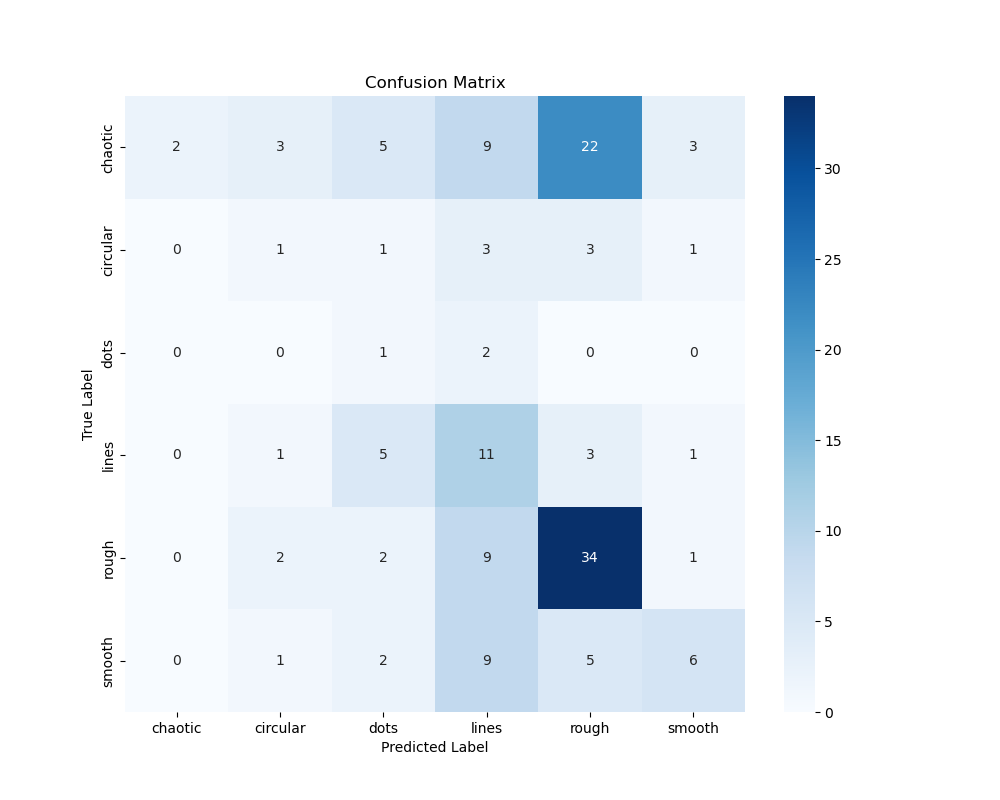 Confusion Matrix
chaotic 2 3 5 9 22 3
circular 0 1 1 3 3 1
dots 0 0 1 2 0 0
lines 0 1 5 11 3 1
rough 0 2 2 9 34 1
smooth 0 1 2 9 5 6
chaotic circular dots lines rough smooth
Predicted Label
True Label
30
25
20
15
10
5
0